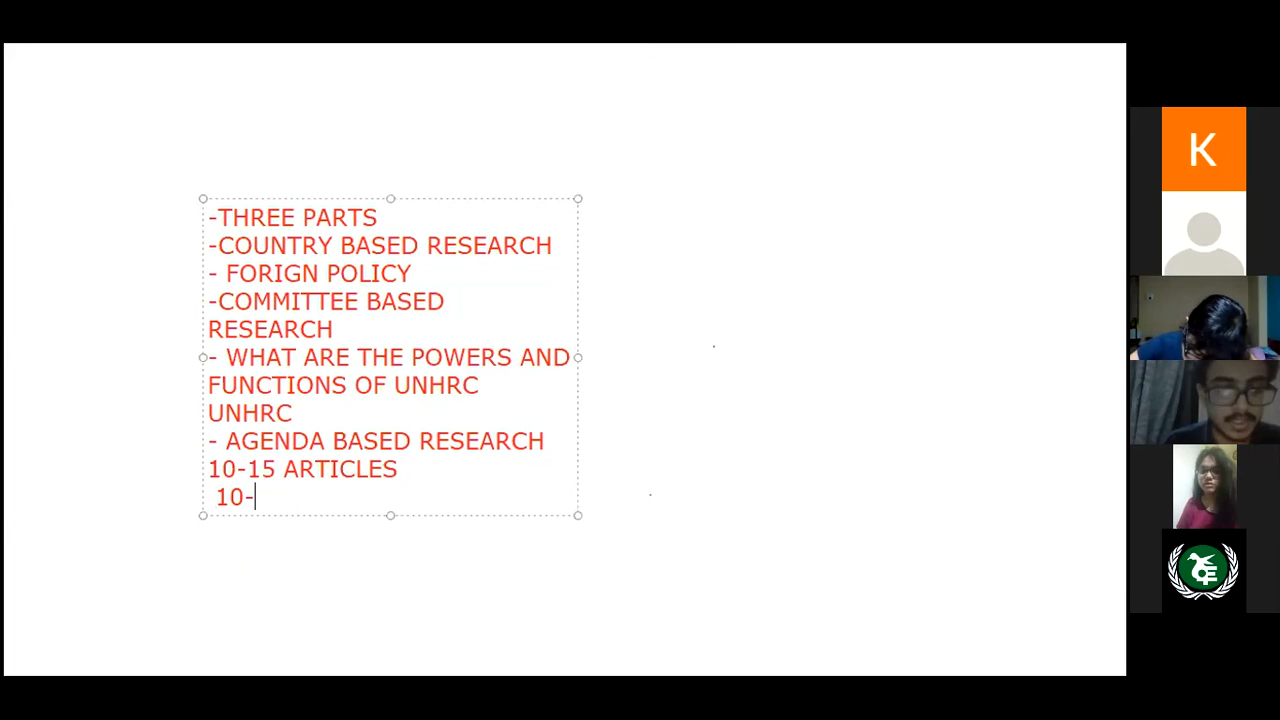 -THREE PARTS
-COUNTRY BASED RESEARCH
- FORIGN POLICY
-COMMITTEE BASED
RESEARCH
- WHAT ARE THE POWERS AND
FUNCTIONS OF UNHRC
UNHRC
- AGENDA BASED RESEARCH
10-15 ARTICLES
10-
K